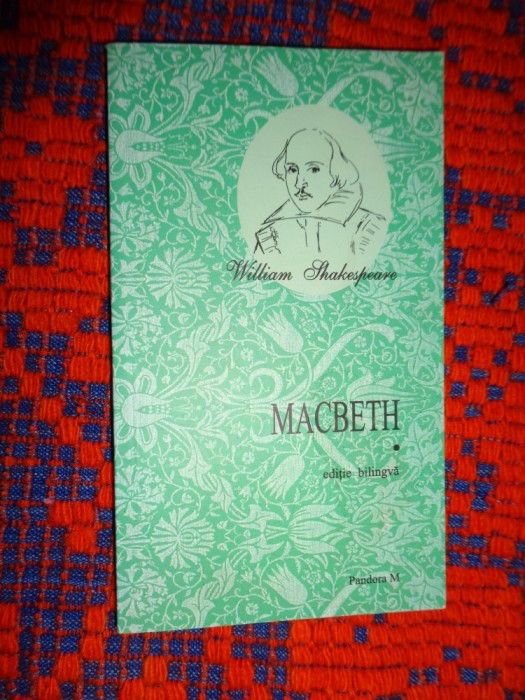 William Shakespeare
MACBETH
ediție bilingvă
Pandora M